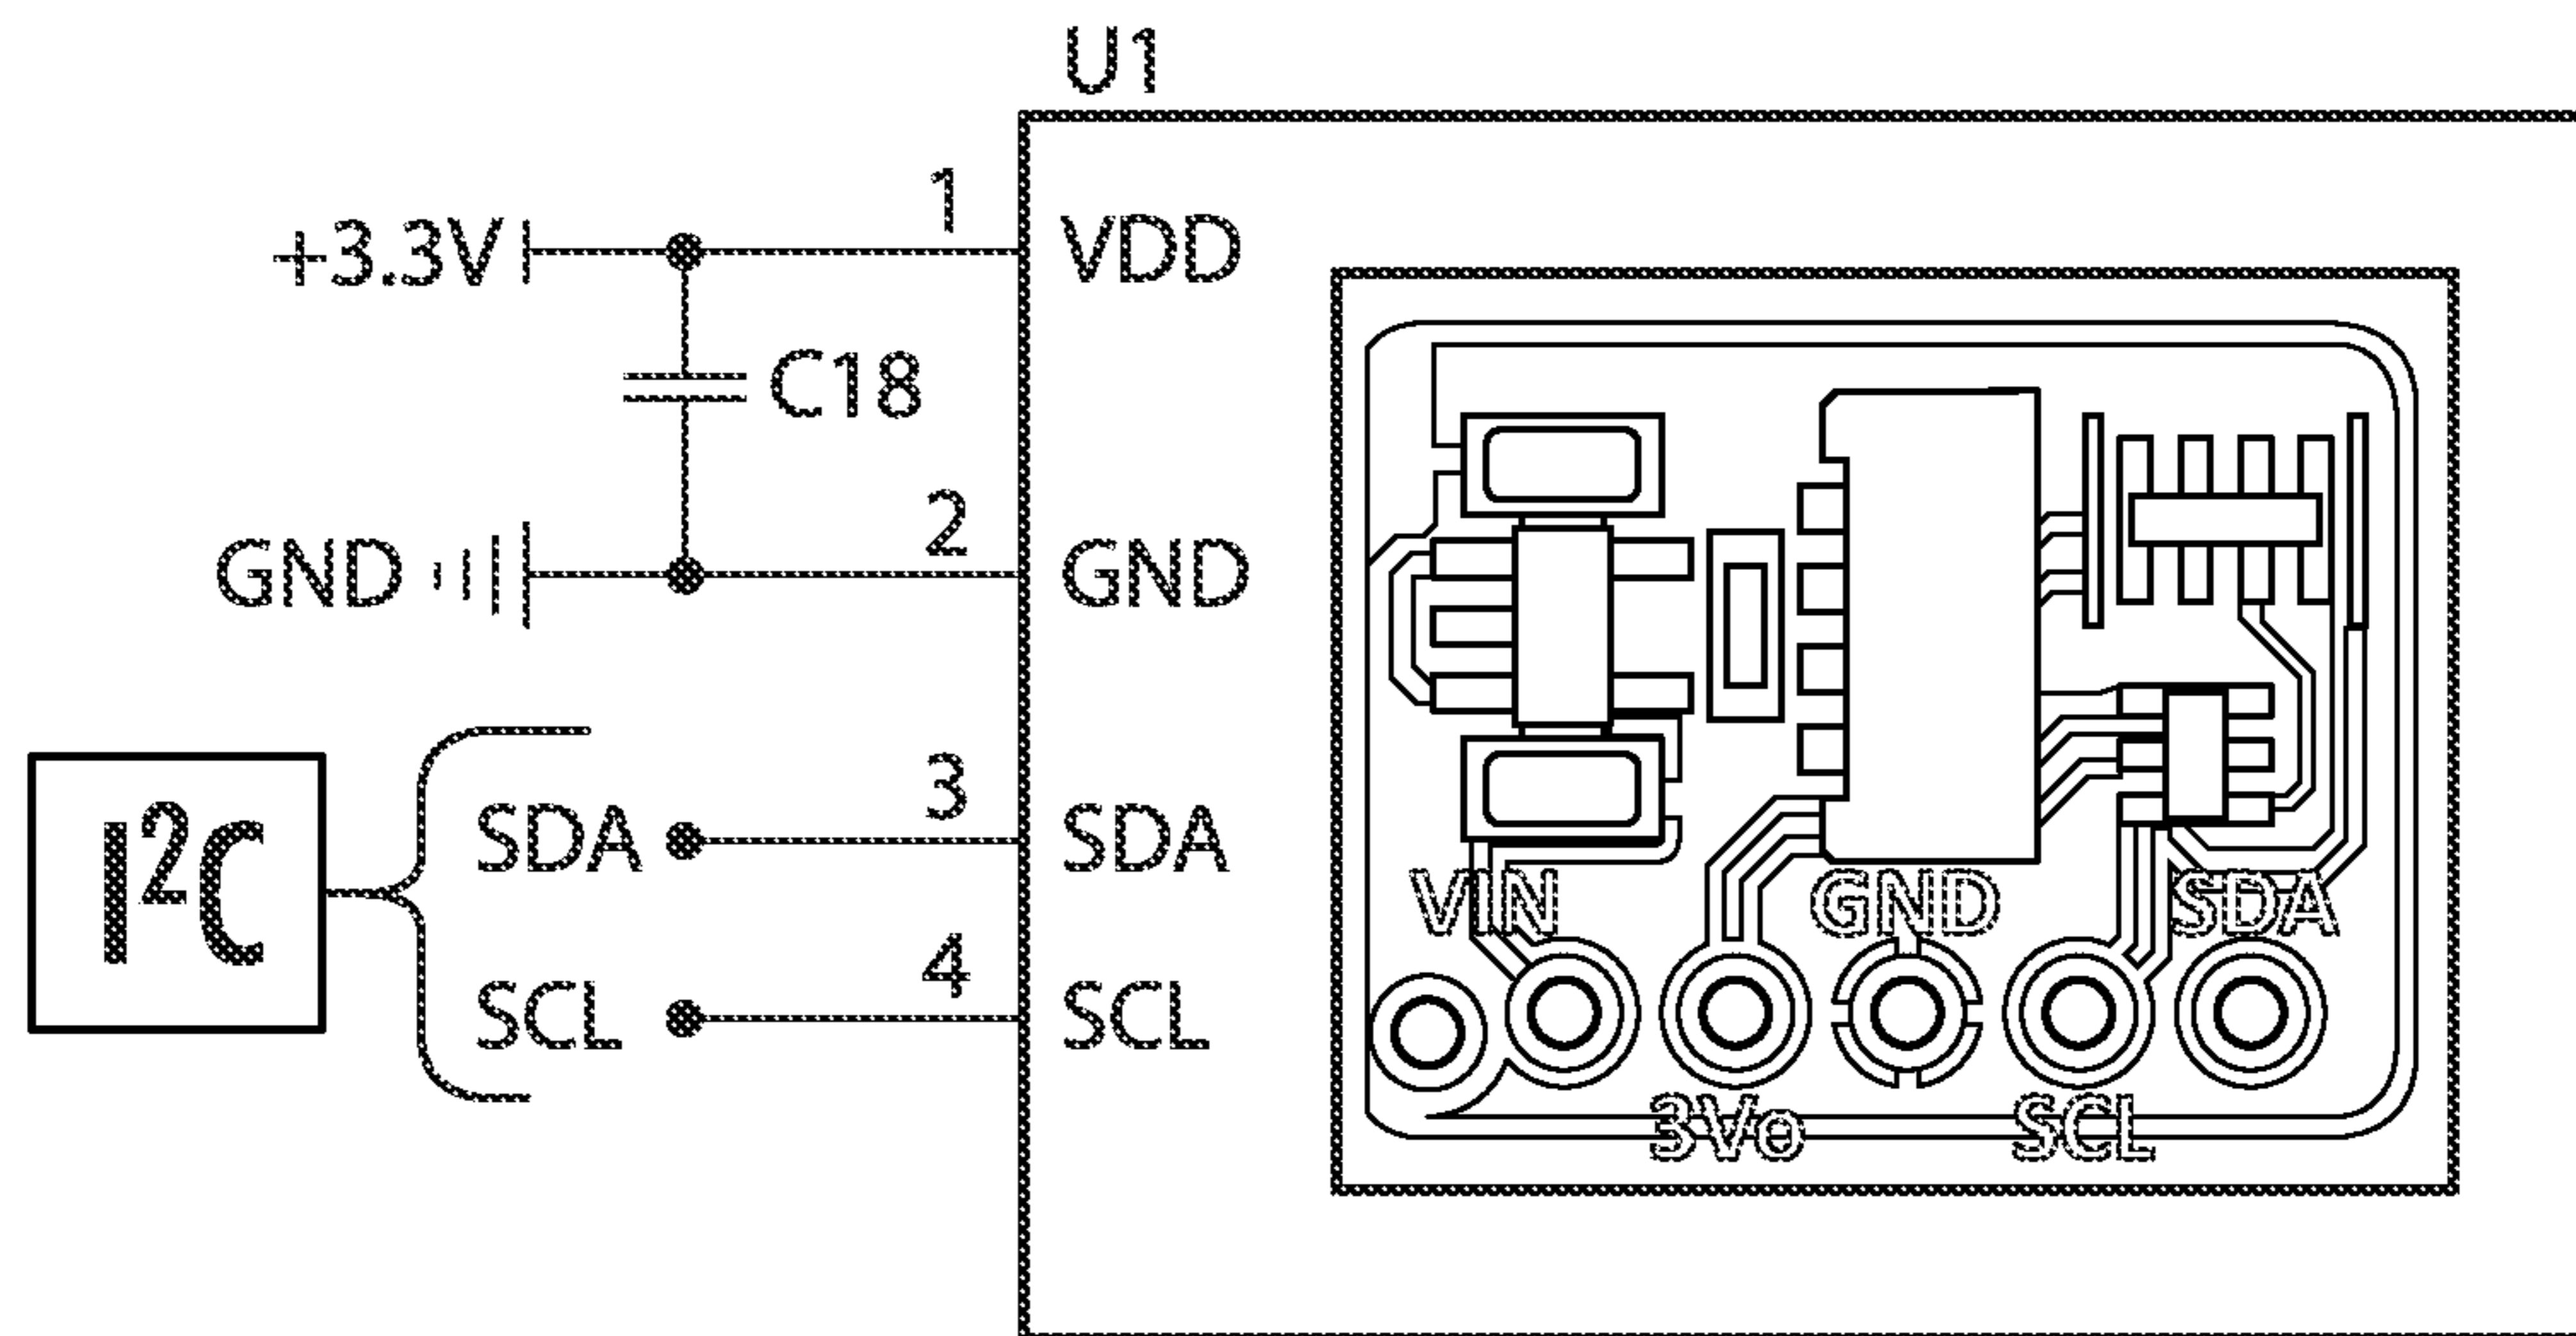 U1
1
+3.3V
VDD
C18
2
GND
GND
3
I²C
SDA
SDA
4
SCL
SCL
VIN
GND
SDA
3Vo
SCL